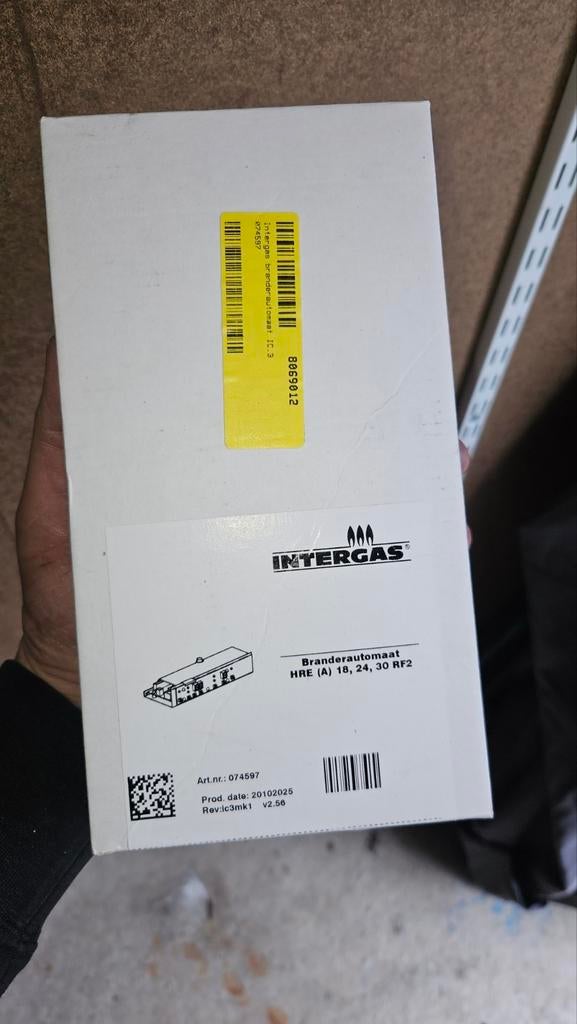 Intergas branderautomaat IC.3
074597
8069012
INTERGAS®
Branderautomaat
HRE (A) 18, 24, 30 RF2
Art.nr.: 074597
Prod. date: 20102025
Rev:ic3mk1 v2.56